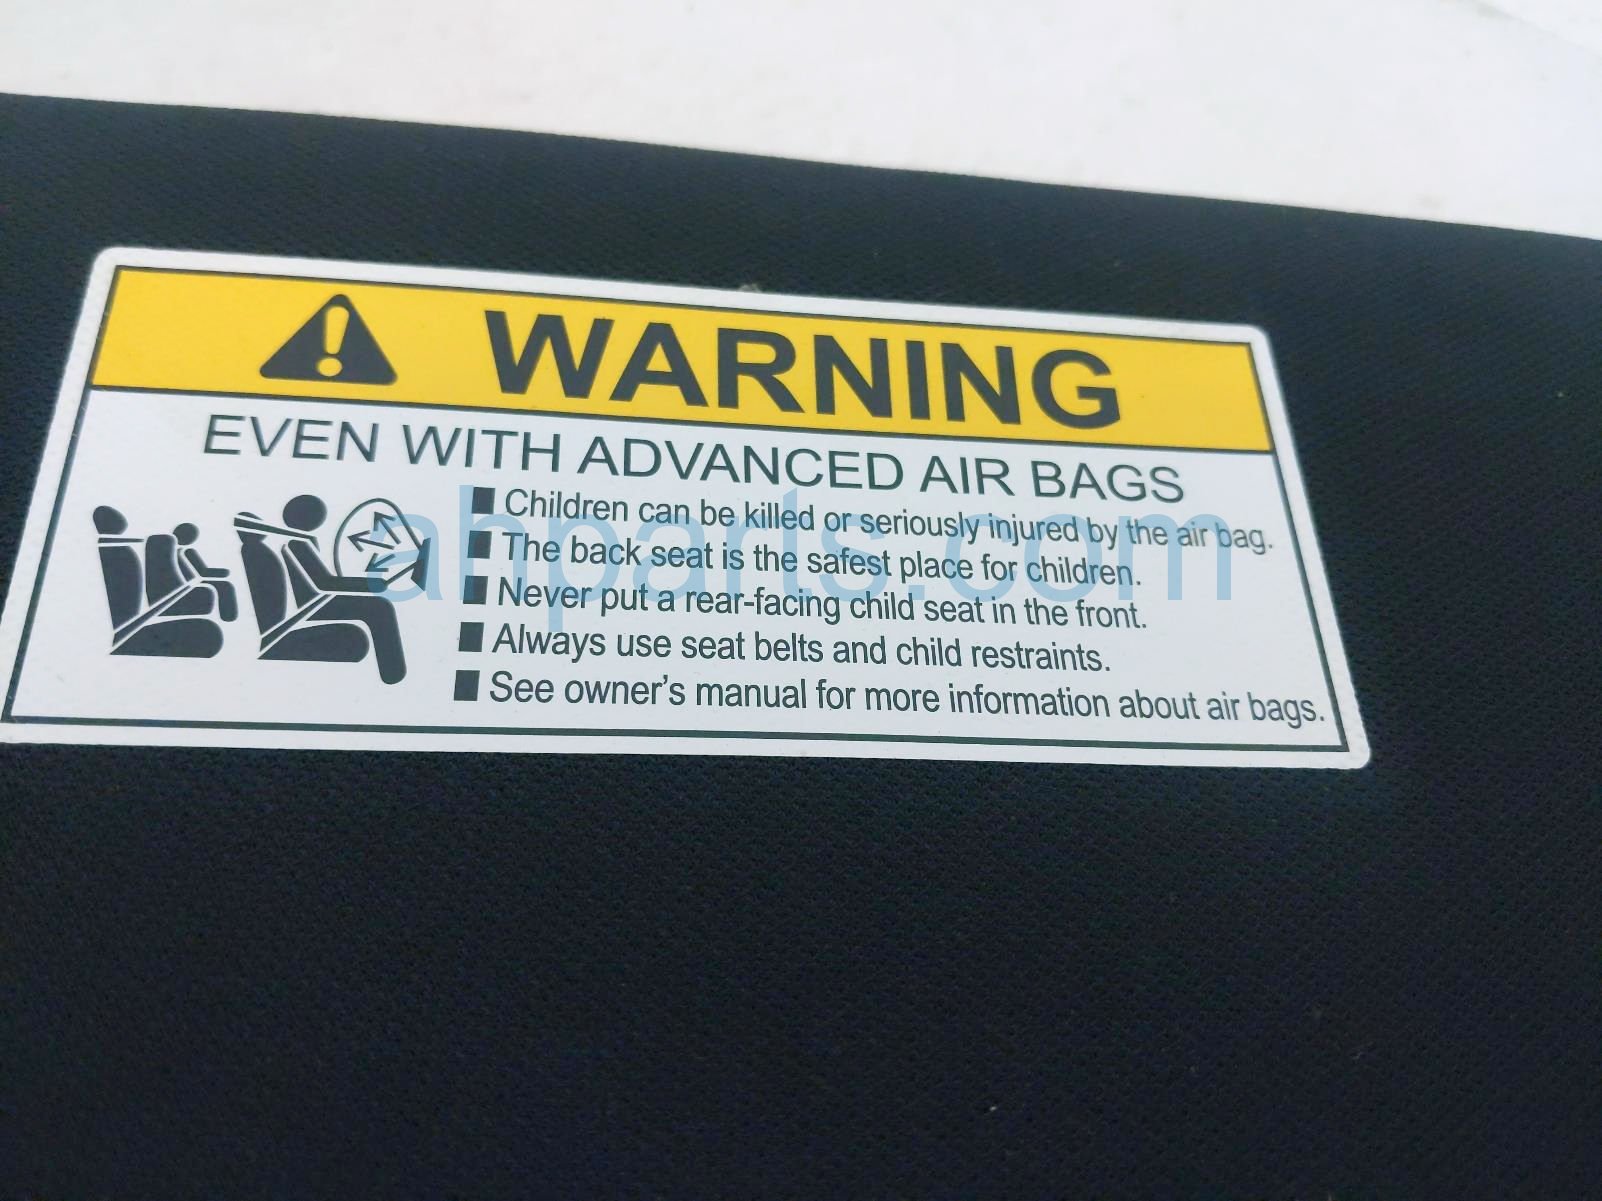 WARNING
EVEN WITH ADVANCED AIR BAGS
■ Children can be killed or seriously injured by the air bag.
■ The back seat is the safest place for children.
■ Never put a rear-facing child seat in the front.
■ Always use seat belts and child restraints.
■ See owner's manual for more information about air bags.
ahparts.com